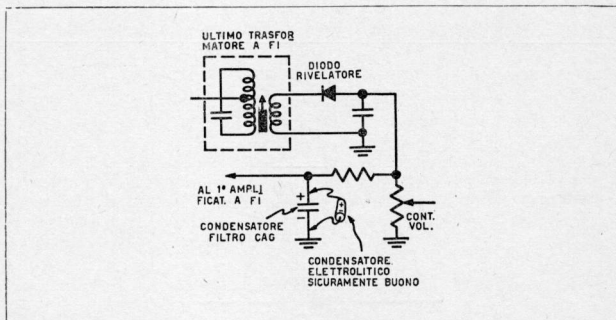 ULTIMO TRASFOR
MATORE A FI
DIODO
RIVELATORE
AL 1º AMPLI
FICAT. A FI
+
−
+
CONDENSATORE
FILTRO CAG
CONT.
VOL.
CONDENSATORE
ELETTROLITICO
SICURAMENTE BUONO